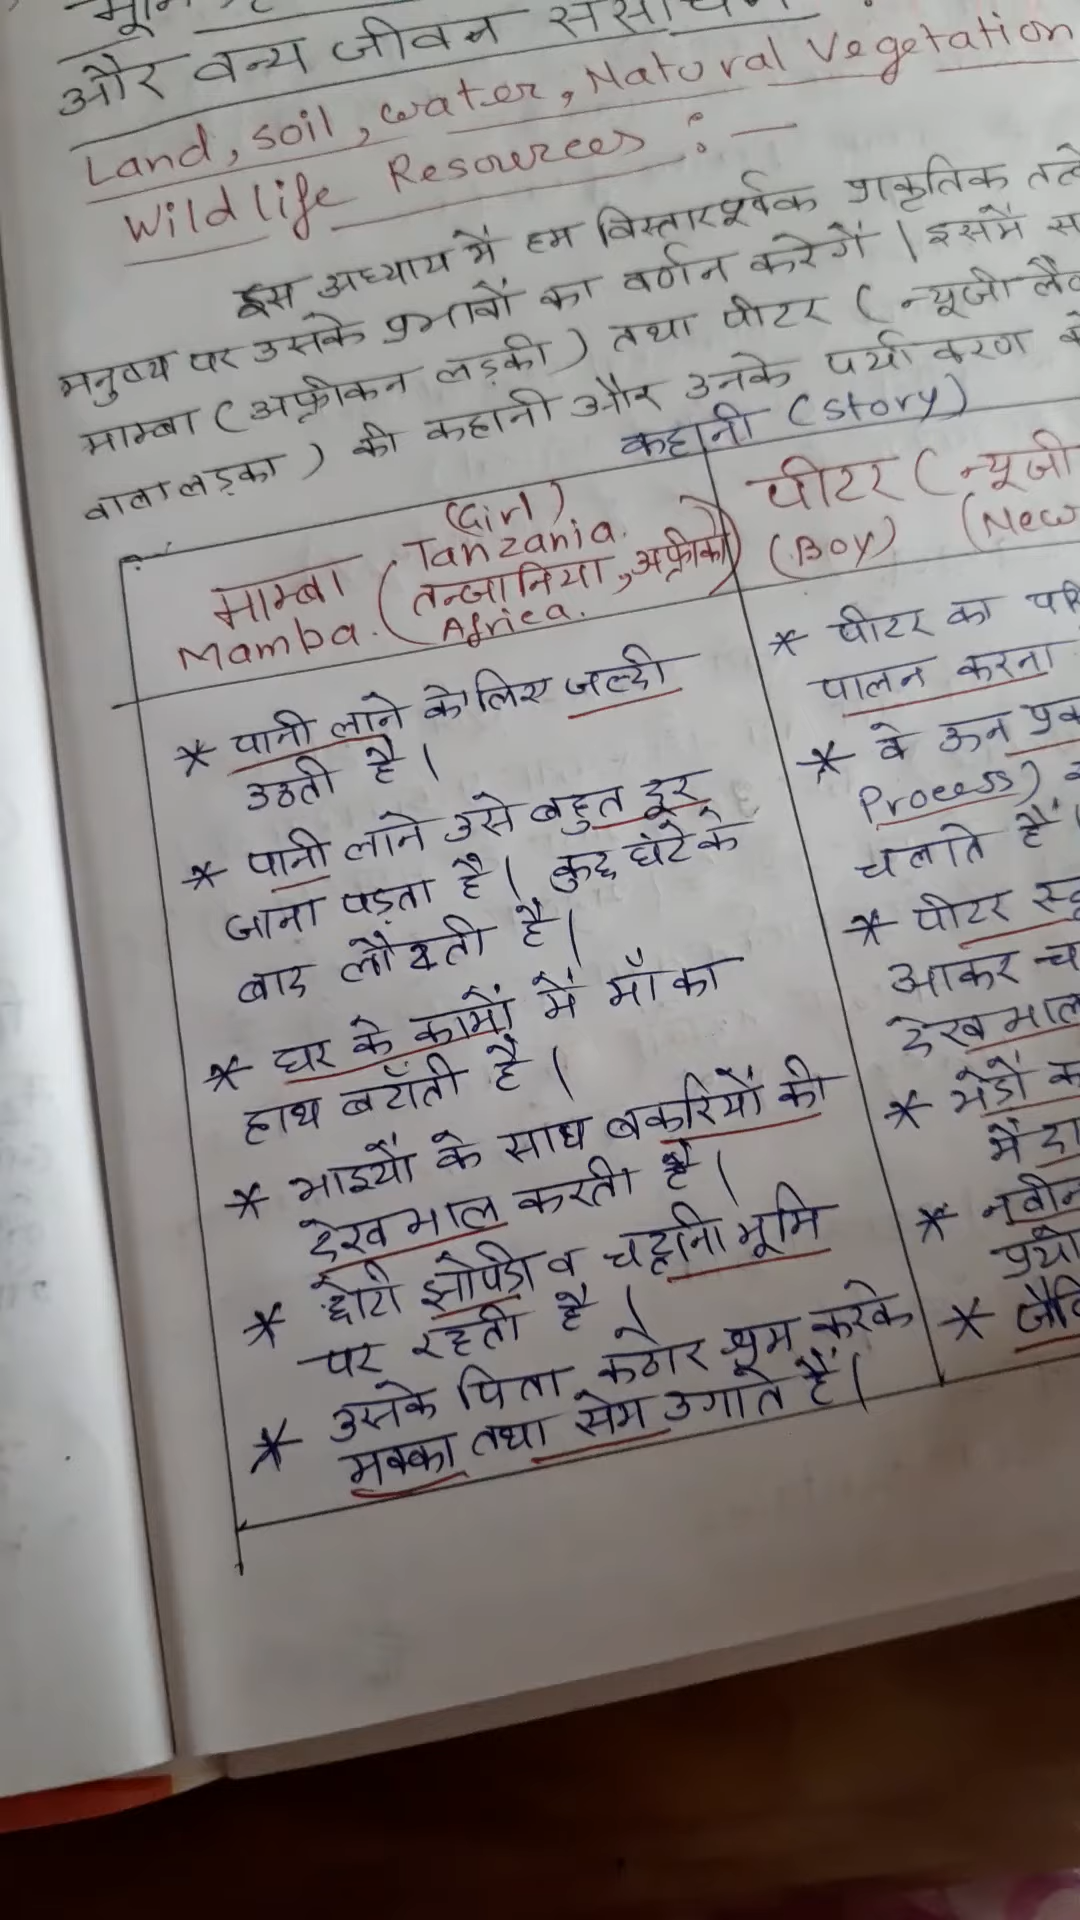 और वन्य जीवन संसाधन :
Land, soil, water, Natural Vegetation
Wildlife Resources : —
इस अध्याय में हम विस्तारपूर्वक प्राकृतिक
मनुष्य पर उसके प्रभावों का वर्णन करेगें । इसमें
माम्बा ( अफ़्रीकन लड़की ) तथा पीटर ( न्यूजी
वाला लड़का ) की कहानी और उनके पर्यावरण
कहानी (Story)
(Girl)
माम्बा ( Tanzania.
तन्जानिया, अफ़्रीका)
Mamba. Africa.
* पानी लाने के लिए जल्दी
उठती है ।
* पानी लाने उसे बहुत दूर
जाना पड़ता है । कुछ घंटे के
बाद लौटती है ।
* घर के कामों में माँ का
हाथ बटाँती है ।
* भाइयों के साथ बकरियों की
देखभाल करती है ।
* छोटी झोपड़ी व चट्टानी भूमि
पर रहती है ।
* उसके पिता कठोर श्रम करके
मक्का तथा सेम उगाते हैं ।
पीटर ( न्यूजी
(Boy) (New
* पीटर का
पालन करना
* वे ऊन
Process)
चलाते हैं ।
* पीटर
आकर
देखभाल
* भेड़ों
में
* नवीन
*